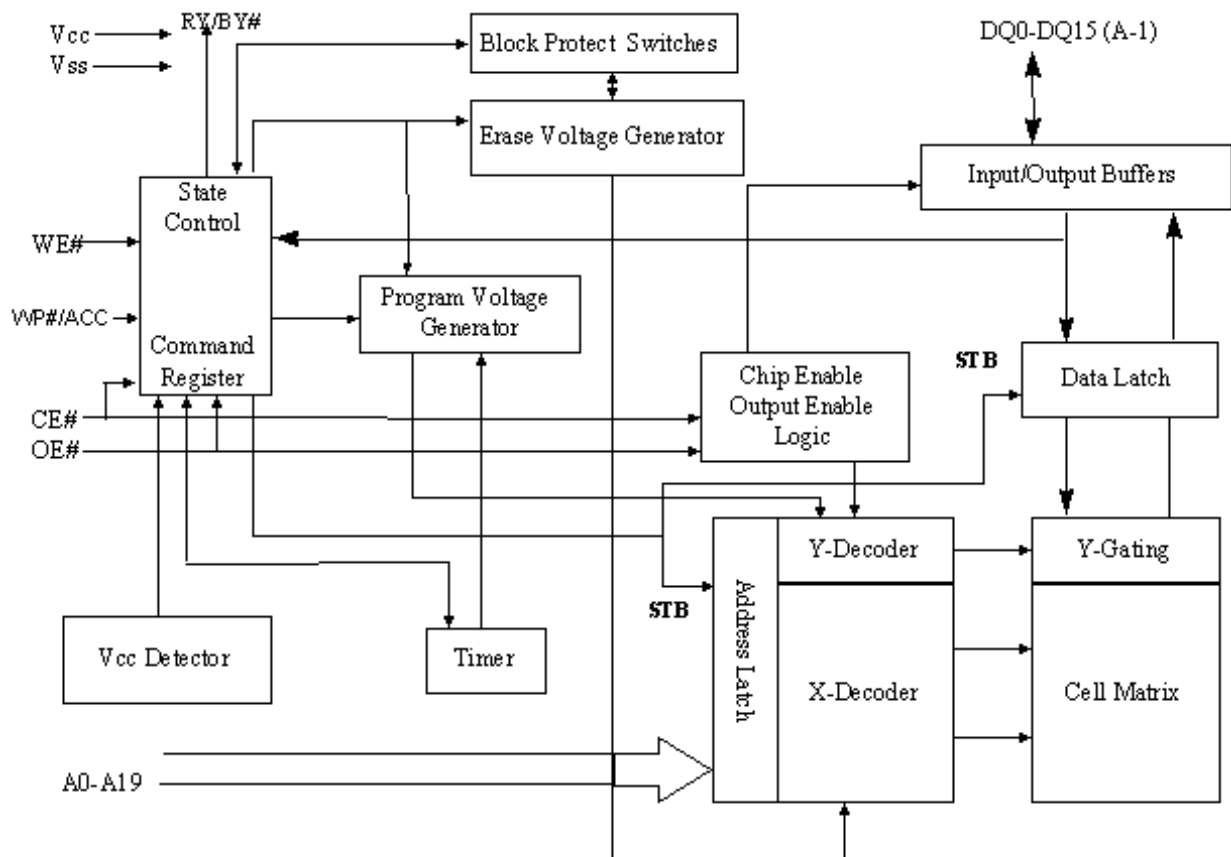 Vcc
Vss
RY/BY#
Block Protect Switches
DQ0-DQ15 (A-1)
Erase Voltage Generator
Input/Output Buffers
State
Control
WE#
WP#/ACC
Program Voltage
Generator
Command
Register
CE#
OE#
Chip Enable
Output Enable
Logic
STB
Data Latch
Y-Decoder
Y-Gating
Address Latch
STB
Vcc Detector
Timer
X-Decoder
Cell Matrix
A0-A19